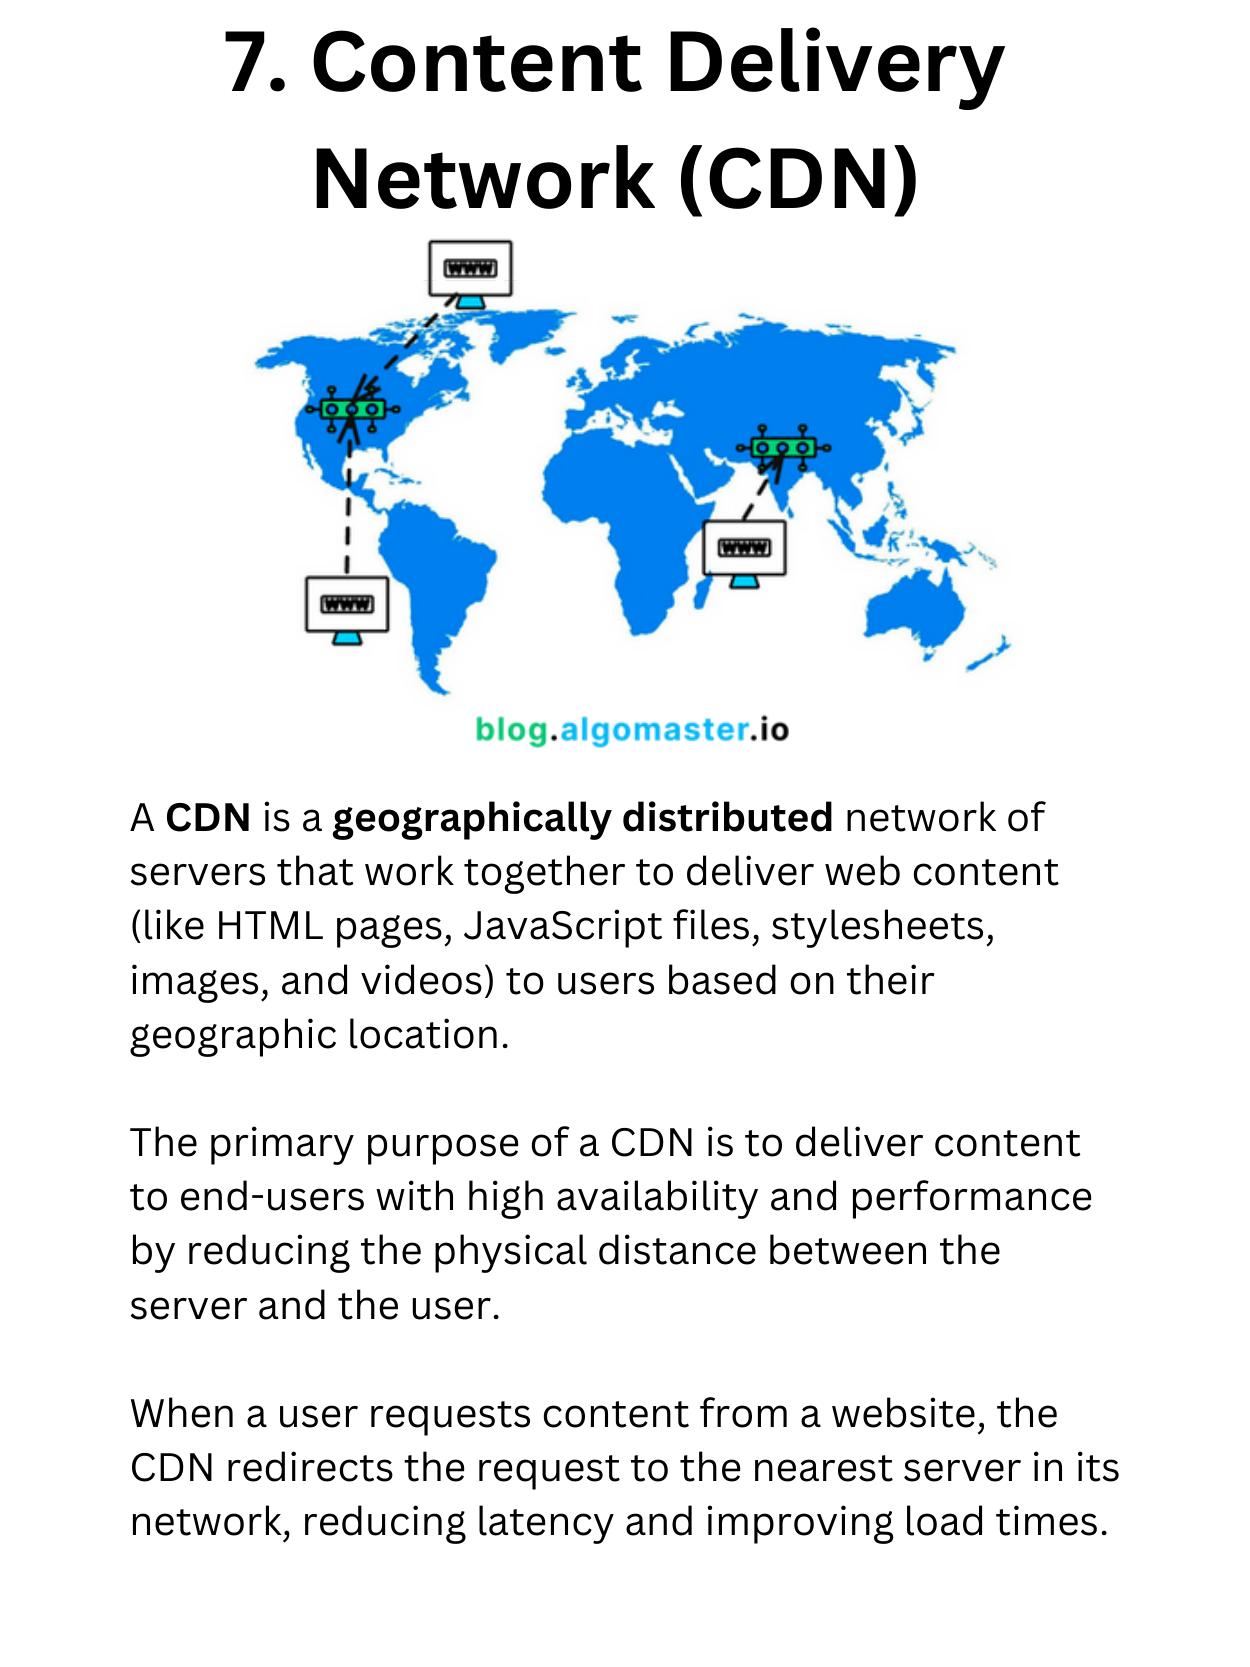 7. Content Delivery
Network (CDN)
www
www
www
blog.algomaster.io
A CDN is a geographically distributed network of
servers that work together to deliver web content
(like HTML pages, JavaScript files, stylesheets,
images, and videos) to users based on their
geographic location.
The primary purpose of a CDN is to deliver content
to end-users with high availability and performance
by reducing the physical distance between the
server and the user.
When a user requests content from a website, the
CDN redirects the request to the nearest server in its
network, reducing latency and improving load times.